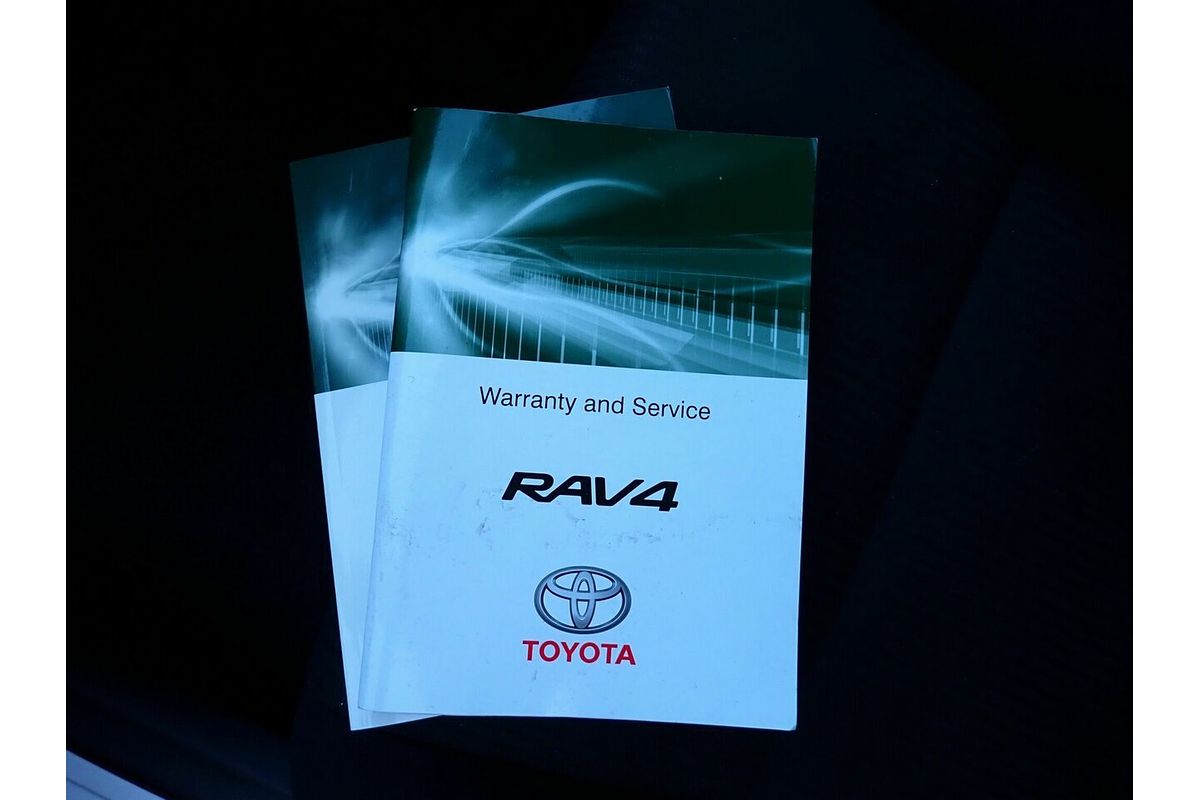 Warranty and Service
RAV4
TOYOTA